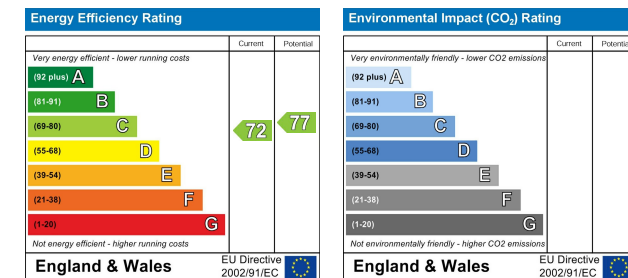 Energy Efficiency Rating
Current Potential
Very energy efficient - lower running costs
(92 plus) A
(81-91) B
(69-80) C
(55-68) D
(39-54) E
(21-38) F
(1-20) G
72
77
Not energy efficient - higher running costs
England & Wales
EU Directive
2002/91/EC
Environmental Impact (CO2) Rating
Current Potential
Very environmentally friendly - lower CO2 emissions
(92 plus) A
(81-91) B
(69-80) C
(55-68) D
(39-54) E
(21-38) F
(1-20) G
Not environmentally friendly - higher CO2 emissions
England & Wales
EU Directive
2002/91/EC